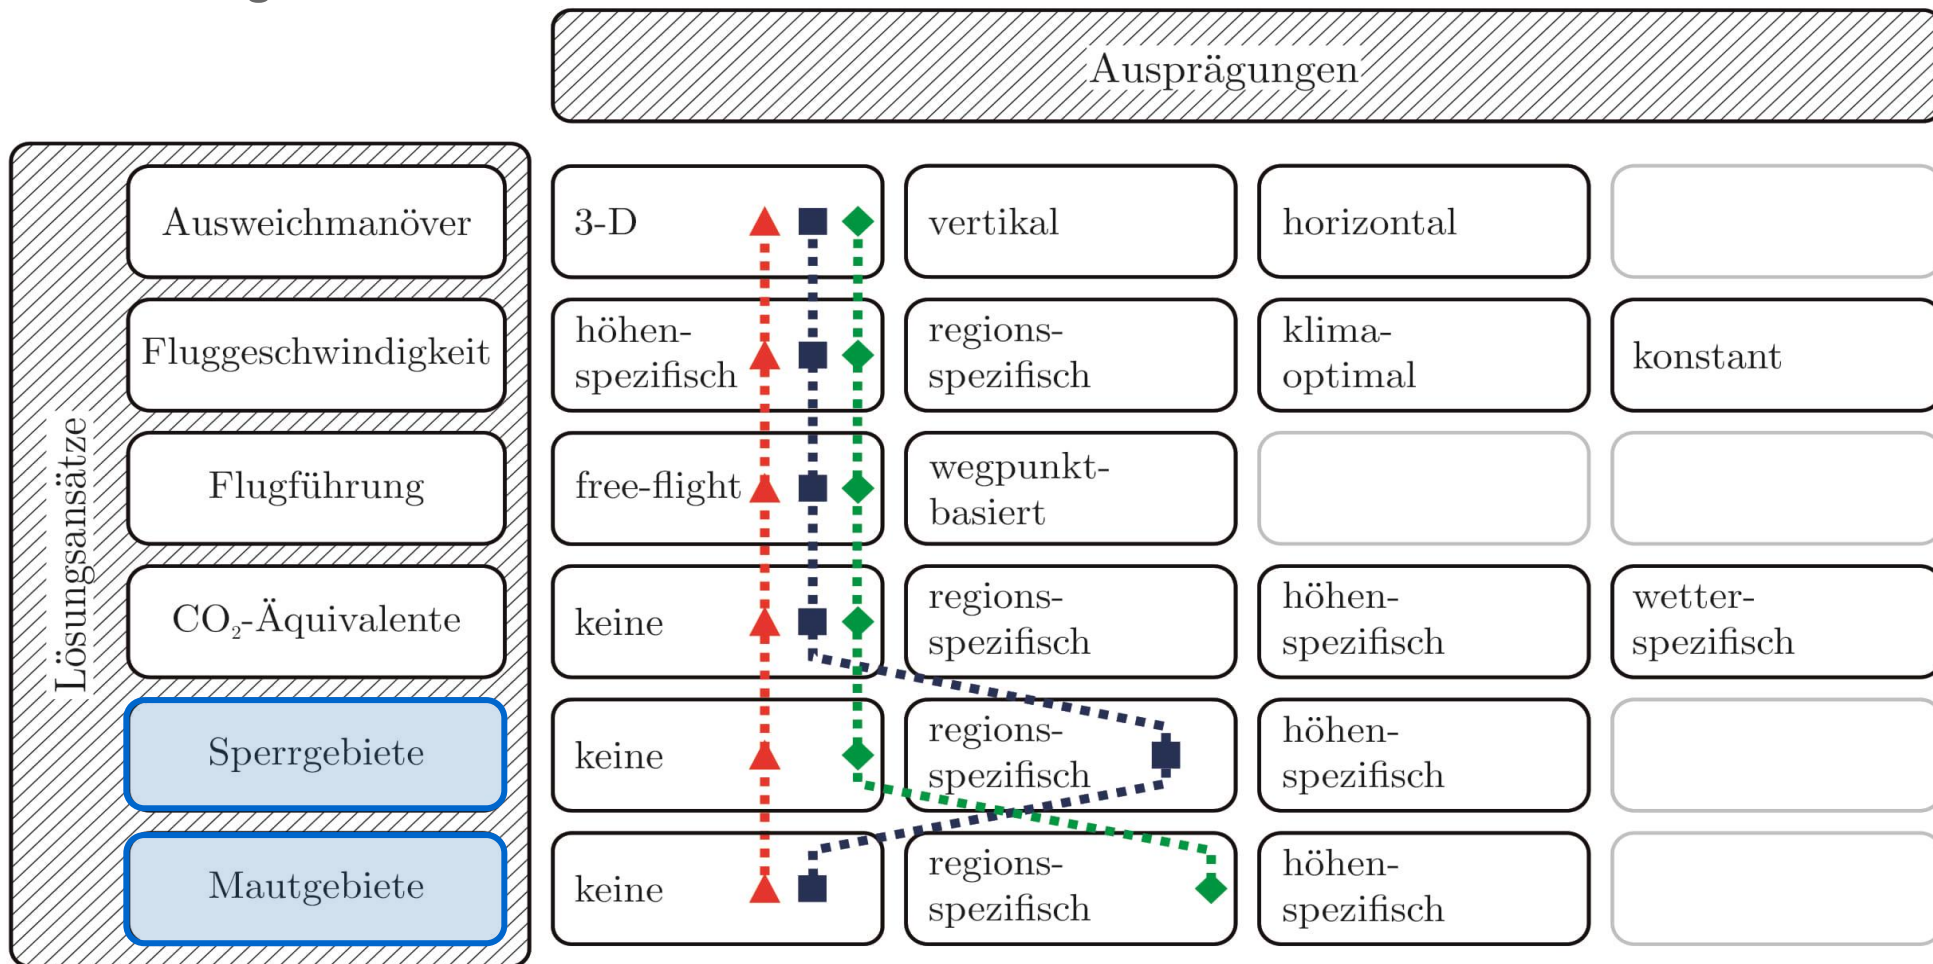 Ausprägungen
Lösungsansätze
Ausweichmanöver
3-D
vertikal
horizontal
Fluggeschwindigkeit
höhen-
spezifisch
regions-
spezifisch
klima-
optimal
konstant
Flugführung
free-flight
wegpunkt-
basiert
CO₂-Äquivalente
keine
regions-
spezifisch
höhen-
spezifisch
wetter-
spezifisch
Sperrgebiete
keine
regions-
spezifisch
höhen-
spezifisch
Mautgebiete
keine
regions-
spezifisch
höhen-
spezifisch